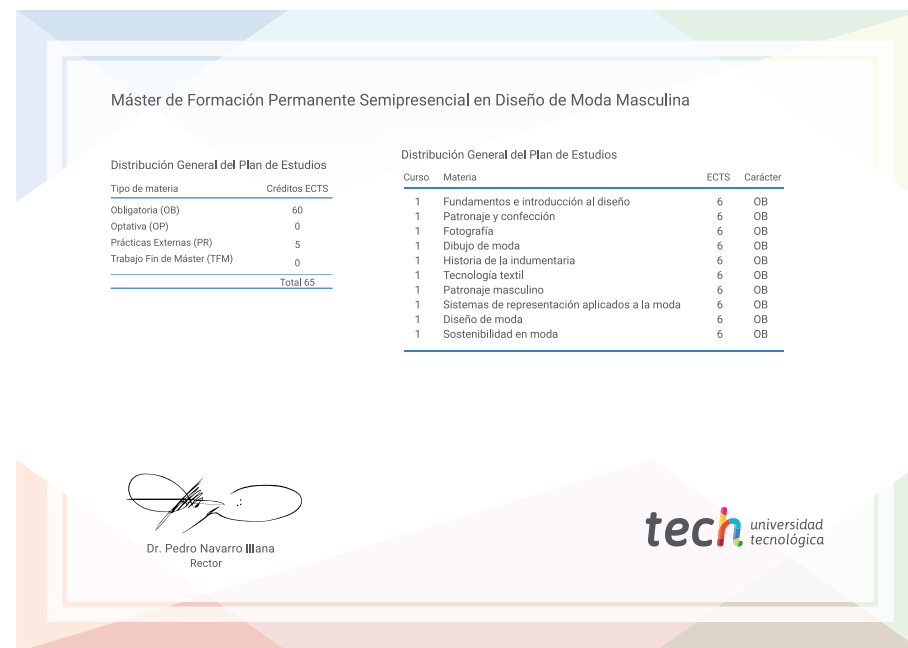 Máster de Formación Permanente Semipresencial en Diseño de Moda Masculina
Distribución General del Plan de Estudios
Tipo de materia Créditos ECTS
Obligatoria (OB) 60
Optativa (OP) 0
Prácticas Externas (PR) 5
Trabajo Fin de Máster (TFM) 0
Total 65
Distribución General del Plan de Estudios
Curso Materia ECTS Carácter
1 Fundamentos e introducción al diseño 6 OB
1 Patronaje y confección 6 OB
1 Fotografía 6 OB
1 Dibujo de moda 6 OB
1 Historia de la indumentaria 6 OB
1 Tecnología textil 6 OB
1 Patronaje masculino 6 OB
1 Sistemas de representación aplicados a la moda 6 OB
1 Diseño de moda 6 OB
1 Sostenibilidad en moda 6 OB
Dr. Pedro Navarro Illana
Rector
tech universidad
tecnológica